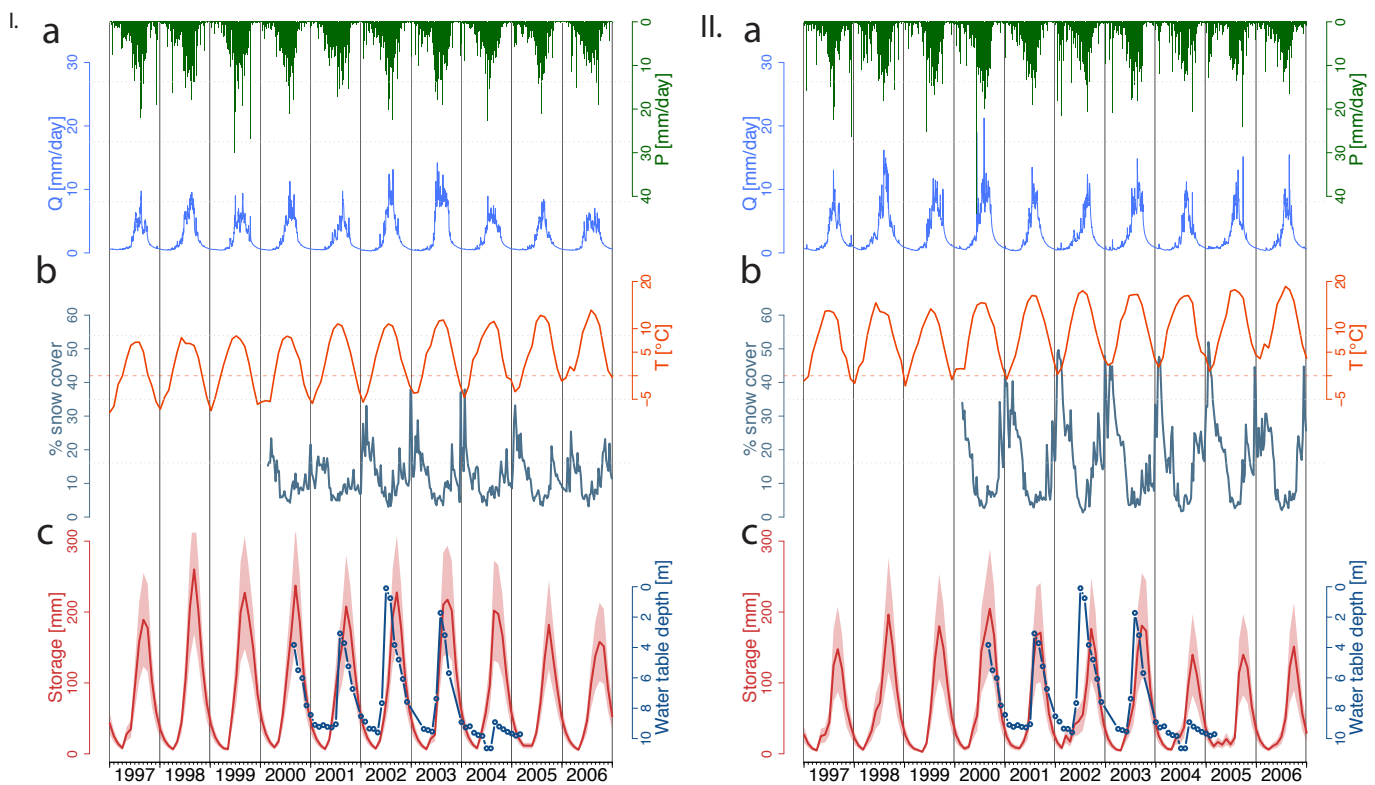 I.
a
Q [mm/day]
0 10 20 30
P [mm/day]
0 10 20 30 40
b
% snow cover
0 10 20 30 40 50 60
T [°C]
−5 5 10 20
c
Storage [mm]
0 100 200 300
Water table depth [m]
0 2 4 6 8 10
1997 1998 1999 2000 2001 2002 2003 2004 2005 2006
II.
a
Q [mm/day]
0 10 20 30
P [mm/day]
0 10 20 30 40
b
% snow cover
0 10 20 30 40 50 60
T [°C]
−5 5 10 20
c
Storage [mm]
0 100 200 300
Water table depth [m]
0 2 4 6 8 10
1997 1998 1999 2000 2001 2002 2003 2004 2005 2006